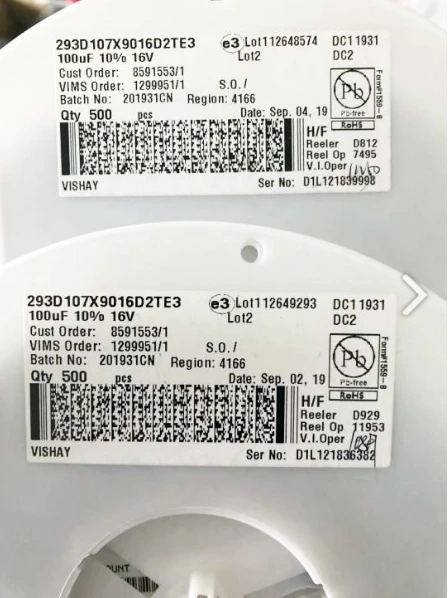 293D107X9016D2TE3 e3 Lot112648574 DC11931
100uF 10% 16V Lot2 DC2
Cust Order: 8591553/1
VIMS Order: 1299951/1 S.O./
Batch No: 201931CN Region: 4166
Qty 500 pcs Date: Sep. 04, 19
Pb
Pb-free
RoHS
Form#1559-B
H/F
Reeler D812
Reel Op 7495
V.I.Oper
VISHAY Ser No: D1L121839998
293D107X9016D2TE3 e3 Lot112649293 DC11931
100uF 10% 16V Lot2 DC2
Cust Order: 8591553/1
VIMS Order: 1299951/1 S.O./
Batch No: 201931CN Region: 4166
Qty 500 pcs Date: Sep. 02, 19
Pb
Pb-free
RoHS
Form#1559-B
H/F
Reeler D929
Reel Op 11953
V.I.Oper
VISHAY Ser No: D1L121836382